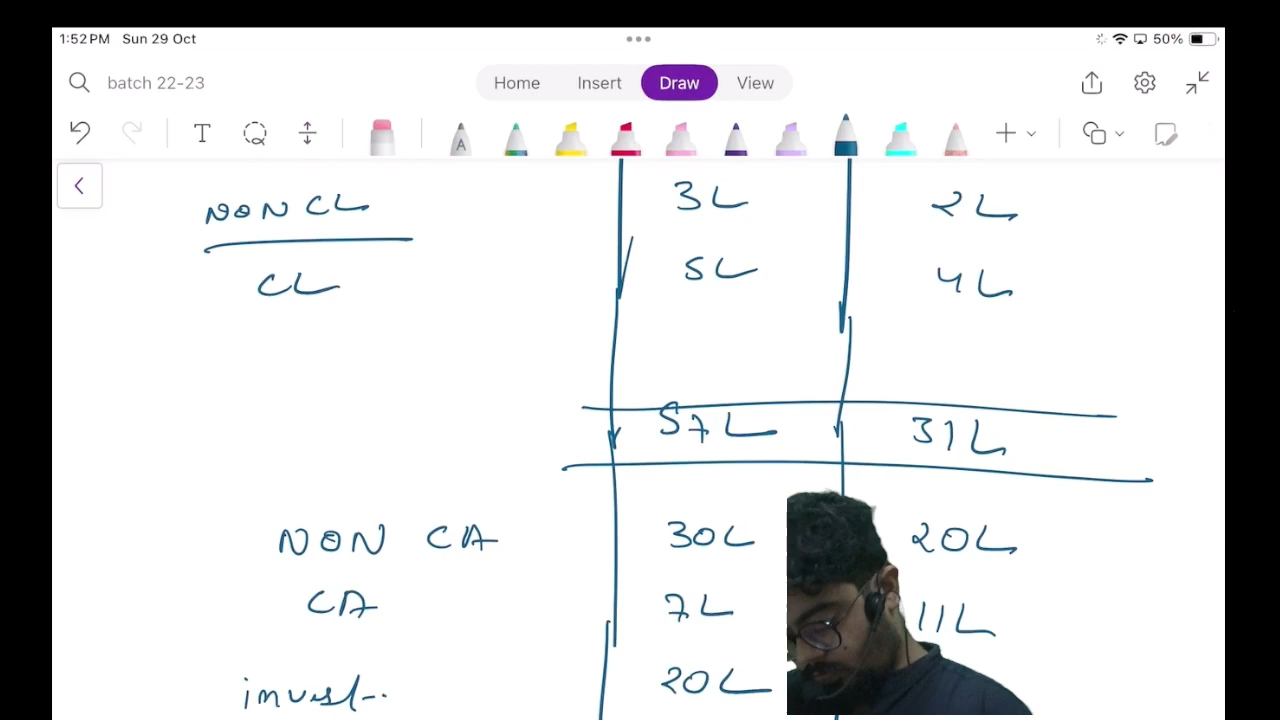 1:52 PM Sun 29 Oct 50%
batch 22-23 Home Insert Draw View
T A
NON CL 3L 2L
CL 5L 4L
57L 31L
NON CA 30L 20L
CA 7L 11L
invest.. 20L